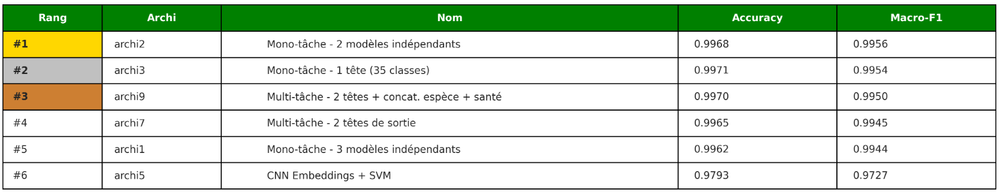 Rang Archi Nom Accuracy Macro-F1
#1 archi2 Mono-tâche - 2 modèles indépendants 0.9968 0.9956
#2 archi3 Mono-tâche - 1 tête (35 classes) 0.9971 0.9954
#3 archi9 Multi-tâche - 2 têtes + concat. espèce + santé 0.9970 0.9950
#4 archi7 Multi-tâche - 2 têtes de sortie 0.9965 0.9945
#5 archi1 Mono-tâche - 3 modèles indépendants 0.9962 0.9944
#6 archi5 CNN Embeddings + SVM 0.9793 0.9727